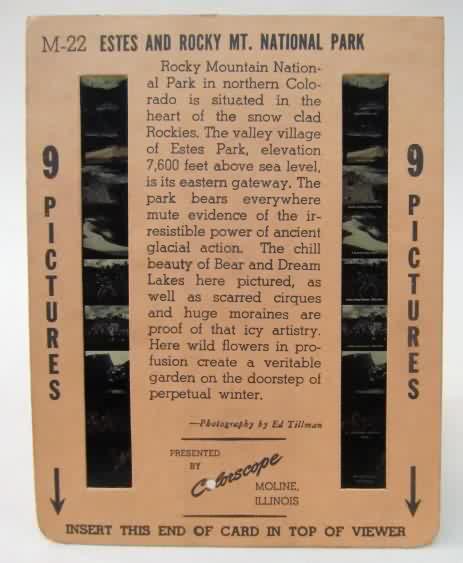 M-22 ESTES AND ROCKY MT. NATIONAL PARK
Rocky Mountain Nation-
al Park in northern Colo-
rado is situated in the
heart of the snow clad
Rockies. The valley village
of Estes Park, elevation
7,600 feet above sea level,
is its eastern gateway. The
park bears everywhere
mute evidence of the ir-
resistible power of ancient
glacial action. The chill
beauty of Bear and Dream
Lakes here pictured, as
well as scarred cirques
and huge moraines are
proof of that icy artistry.
Here wild flowers in pro-
fusion create a veritable
garden on the doorstep of
perpetual winter.
—Photography by Ed Tillman
9 PICTURES
9 PICTURES
PRESENTED
BY
Colorscope
MOLINE,
ILLINOIS
INSERT THIS END OF CARD IN TOP OF VIEWER